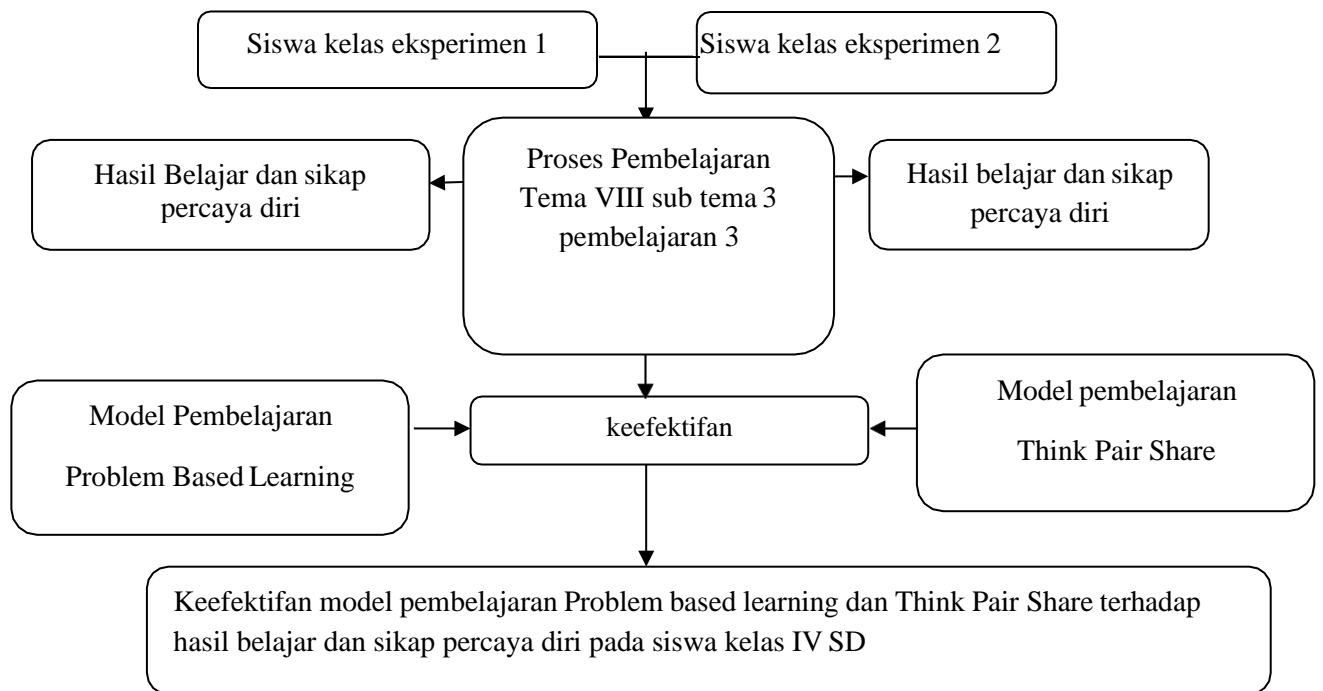 Siswa kelas eksperimen 1
Siswa kelas eksperimen 2
Hasil Belajar dan sikap
percaya diri
Proses Pembelajaran
Tema VIII sub tema 3
pembelajaran 3
Hasil belajar dan sikap
percaya diri
Model Pembelajaran
Problem Based Learning
keefektifan
Model pembelajaran
Think Pair Share
Keefektifan model pembelajaran Problem based learning dan Think Pair Share terhadap
hasil belajar dan sikap percaya diri pada siswa kelas IV SD